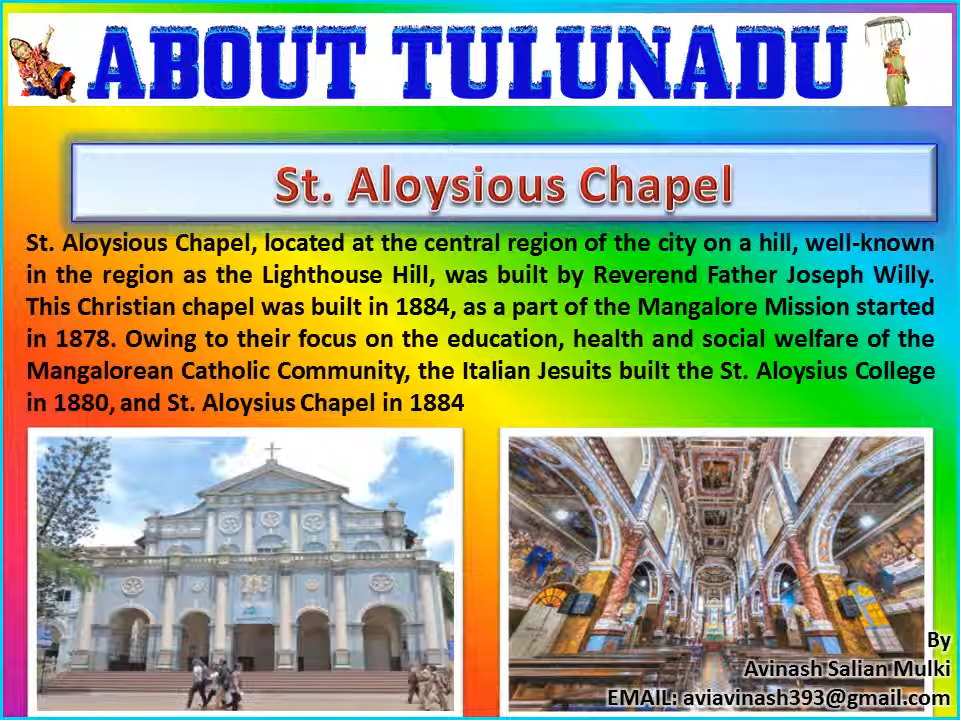 ABOUT TULUNADU
St. Aloysious Chapel
St. Aloysious Chapel, located at the central region of the city on a hill, well-known
in the region as the Lighthouse Hill, was built by Reverend Father Joseph Willy.
This Christian chapel was built in 1884, as a part of the Mangalore Mission started
in 1878. Owing to their focus on the education, health and social welfare of the
Mangalorean Catholic Community, the Italian Jesuits built the St. Aloysius College
in 1880, and St. Aloysius Chapel in 1884
By
Avinash Salian Mulki
EMAIL: aviavinash393@gmail.com